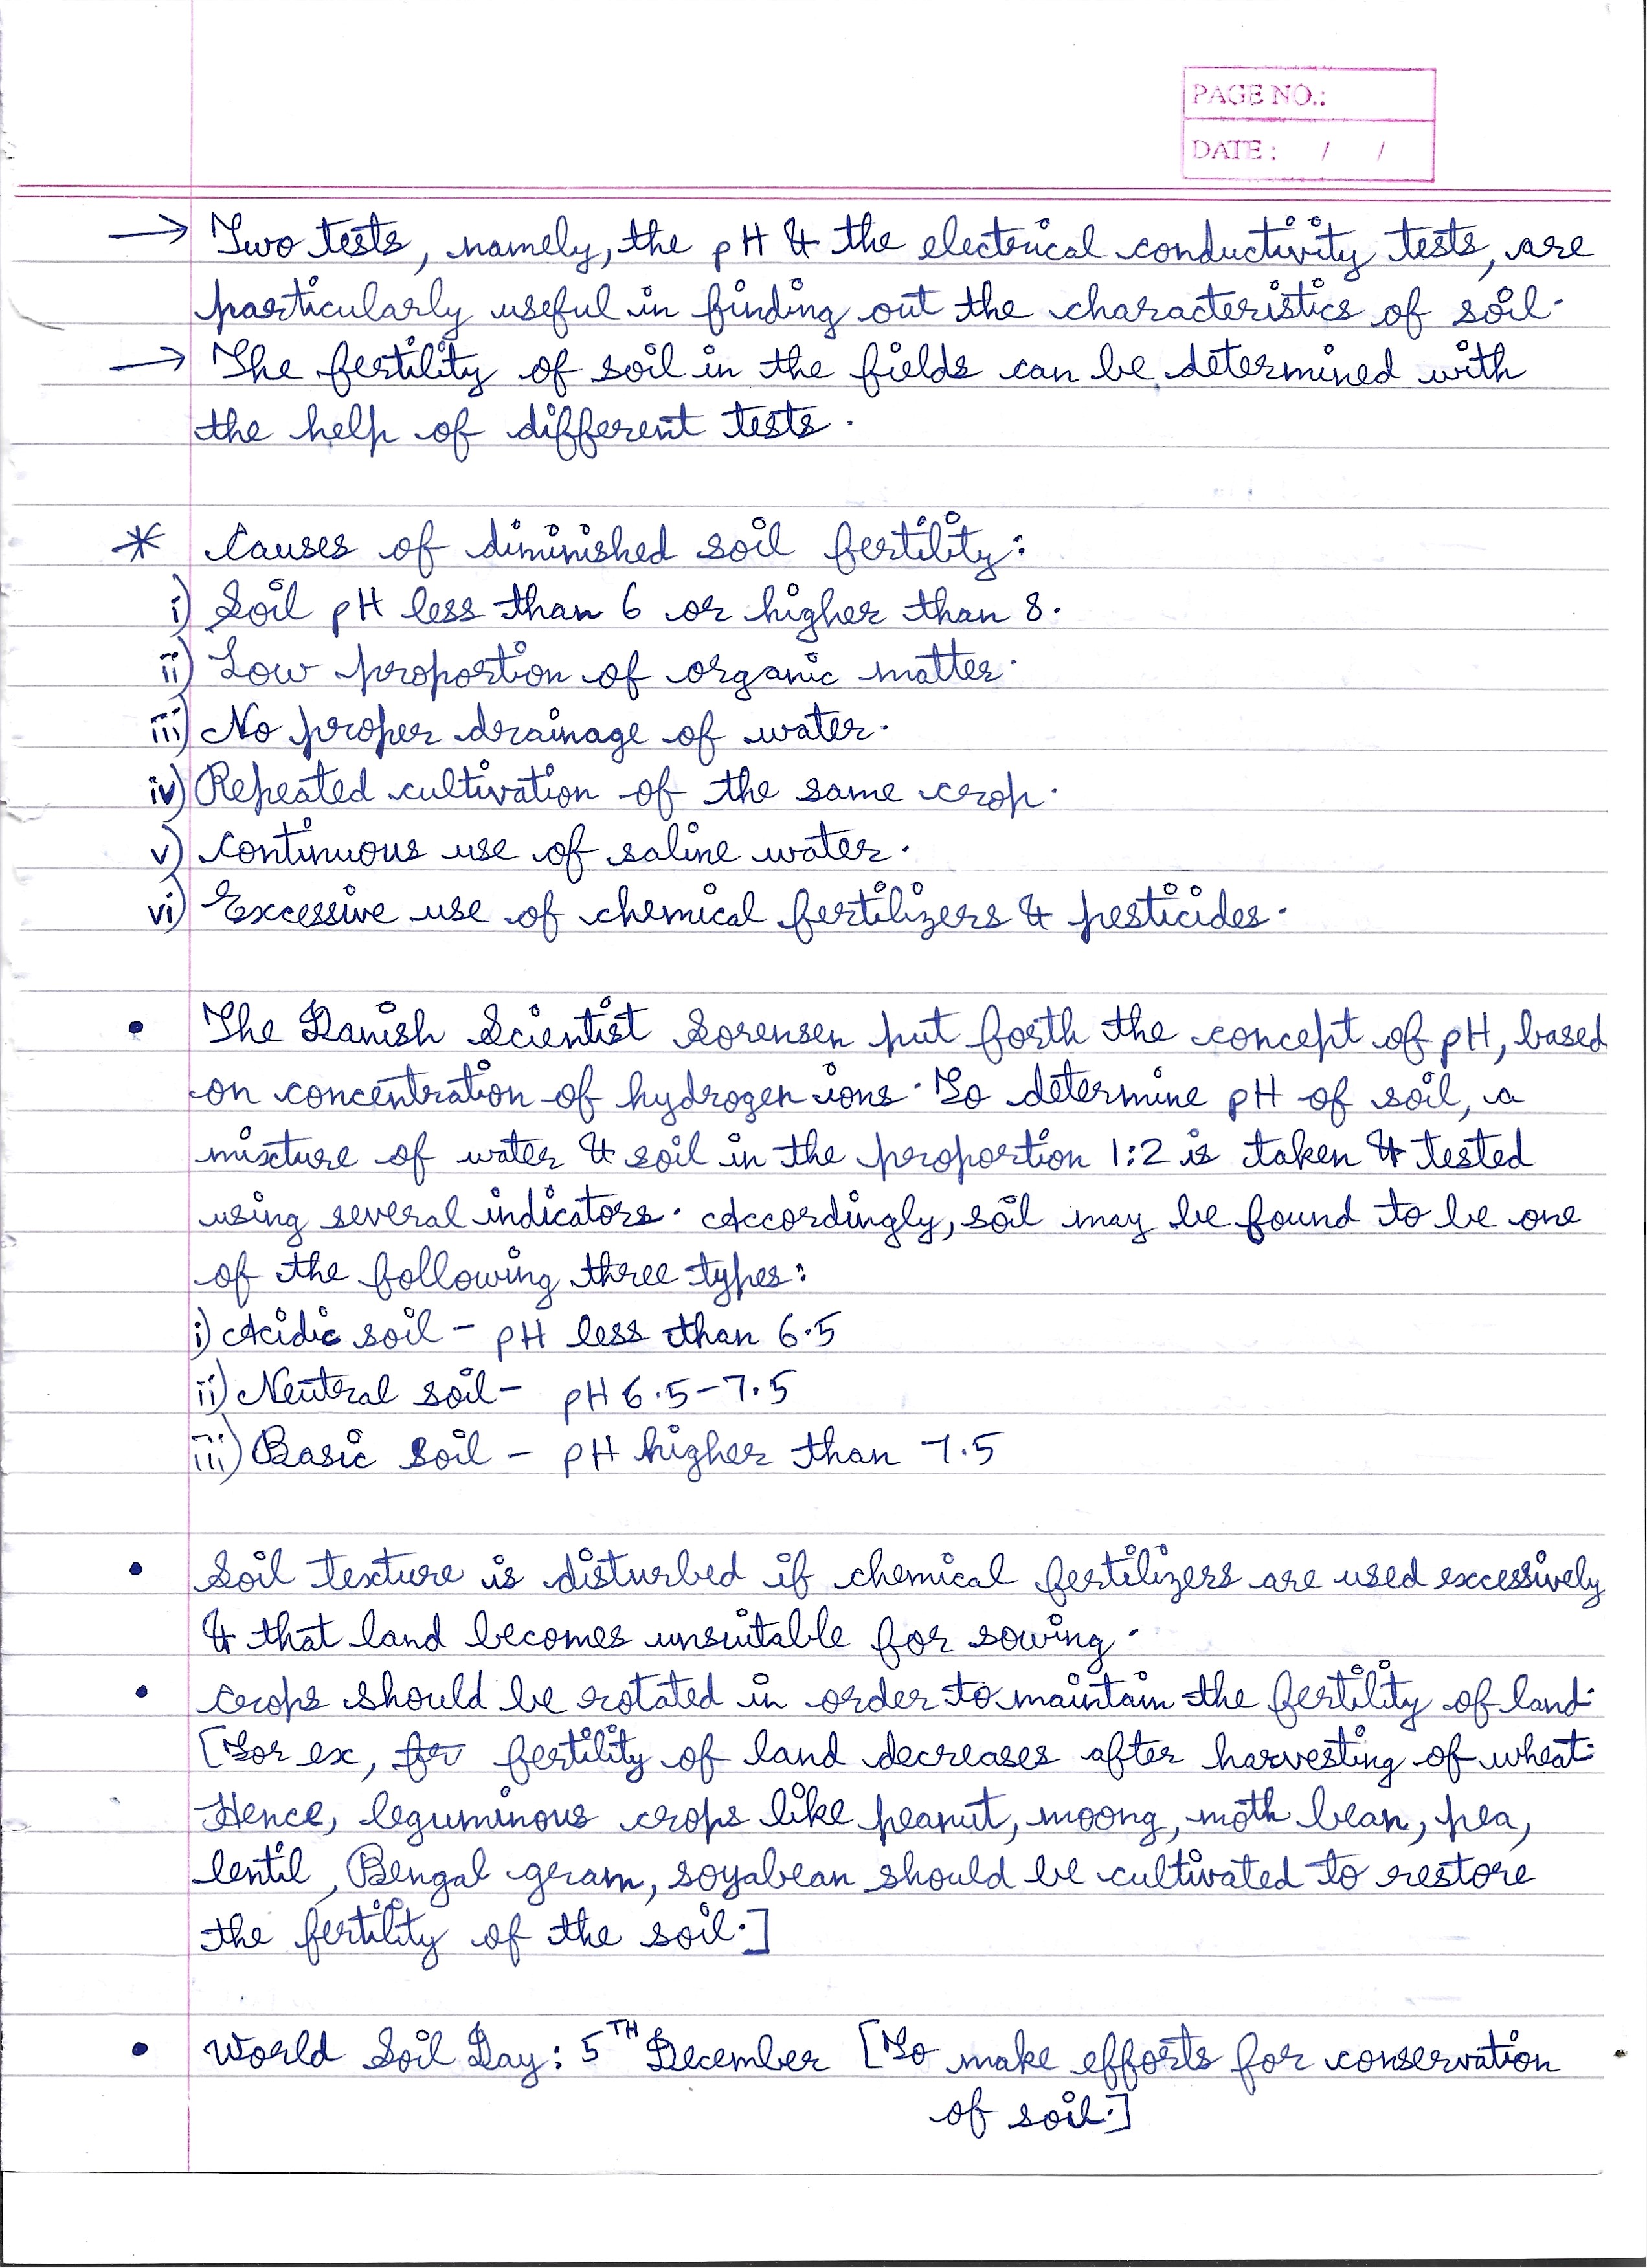 PAGE NO.:
DATE : / /
→ Two tests, namely, the pH & the electrical conductivity tests, are
particularly useful in finding out the characteristics of soil.
→ The fertility of soil in the fields can be determined with
the help of different tests.
* Causes of diminished soil fertility:
i) Soil pH less than 6 or higher than 8.
ii) Low proportion of organic matter.
iii) No proper drainage of water.
iv) Repeated cultivation of the same crop.
v) Continuous use of saline water.
vi) Excessive use of chemical fertilizers & pesticides.
• The Danish Scientist Sorensen put forth the concept of pH, based
on concentration of hydrogen ions. To determine pH of soil, a
mixture of water & soil in the proportion 1:2 is taken & tested
using several indicators. Accordingly, soil may be found to be one
of the following three types:
i) Acidic soil - pH less than 6.5
ii) Neutral soil - pH 6.5-7.5
iii) Basic soil - pH higher than 7.5
• Soil texture is disturbed if chemical fertilizers are used excessively
& that land becomes unsuitable for sowing.
• Crops should be rotated in order to maintain the fertility of land.
[For ex, for fertility of land decreases after harvesting of wheat.
Hence, leguminous crops like peanut, moong, moth bean, pea,
lentil, Bengal gram, soyabean should be cultivated to restore
the fertility of the soil.]
• World Soil Day: 5TH December [To make efforts for conservation
of soil.]